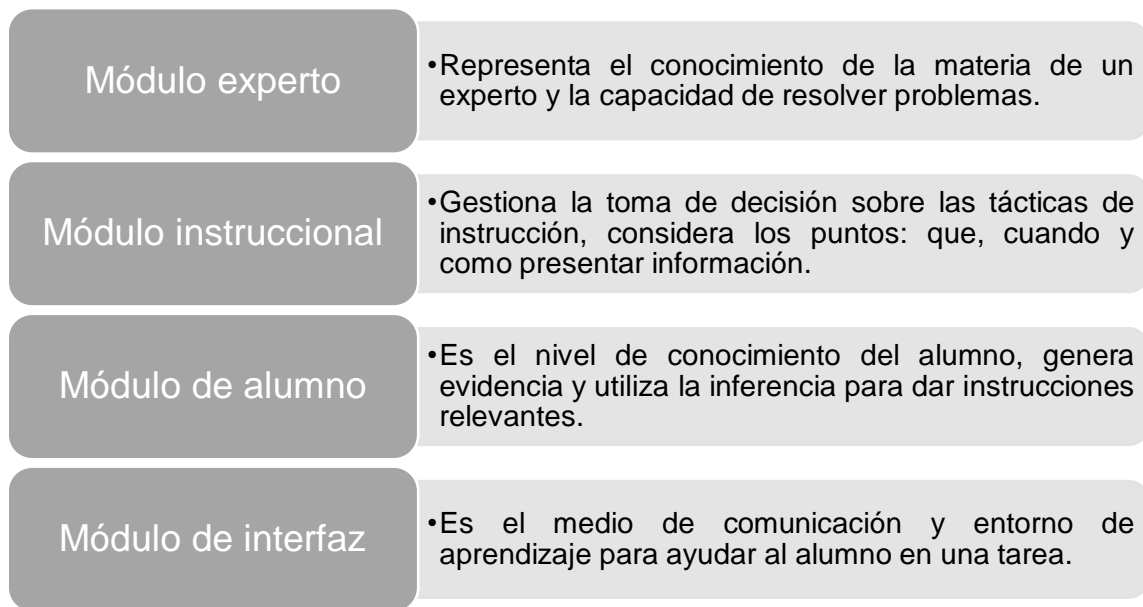 Módulo experto
•Representa el conocimiento de la materia de un
experto y la capacidad de resolver problemas.
Módulo instruccional
•Gestiona la toma de decisión sobre las tácticas de
instrucción, considera los puntos: que, cuando y
como presentar información.
Módulo de alumno
•Es el nivel de conocimiento del alumno, genera
evidencia y utiliza la inferencia para dar instrucciones
relevantes.
Módulo de interfaz
•Es el medio de comunicación y entorno de
aprendizaje para ayudar al alumno en una tarea.